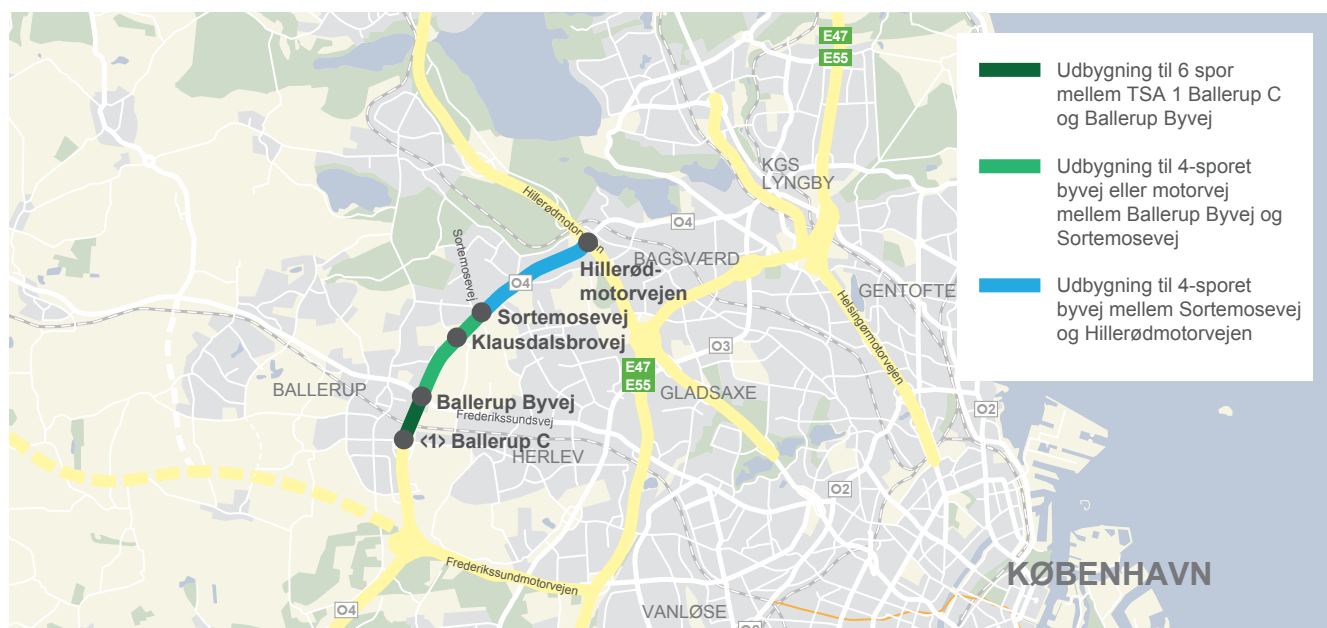 E47
E55
Udbygning til 6 spor
mellem TSA 1 Ballerup C
og Ballerup Byvej
Udbygning til 4-sporet
byvej eller motorvej
mellem Ballerup Byvej og
Sortemosevej
Udbygning til 4-sporet
byvej mellem Sortemosevej
og Hillerødmotorvejen
KGS
LYNGBY
Hillerødmotorvejen
O4
Sortemosevej
BAGSVÆRD
Hillerød-
motorvejen
O4
GENTOFTE
Helsingørmotorvejen
Sortemosevej
Klausdalsbrovej
O3
E47
E55
BALLERUP
GLADSAXE
Ballerup Byvej
Frederikssundsvej
O2
<1> Ballerup C
HERLEV
O2
Frederikssundmotorvejen
KØBENHAVN
O4
VANLØSE
O2